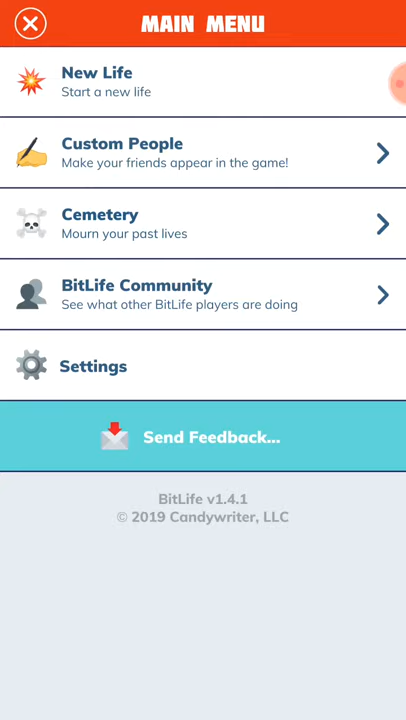 MAIN MENU
New Life
Start a new life
Custom People
Make your friends appear in the game!
Cemetery
Mourn your past lives
BitLife Community
See what other BitLife players are doing
Settings
Send Feedback...
BitLife v1.4.1
© 2019 Candywriter, LLC